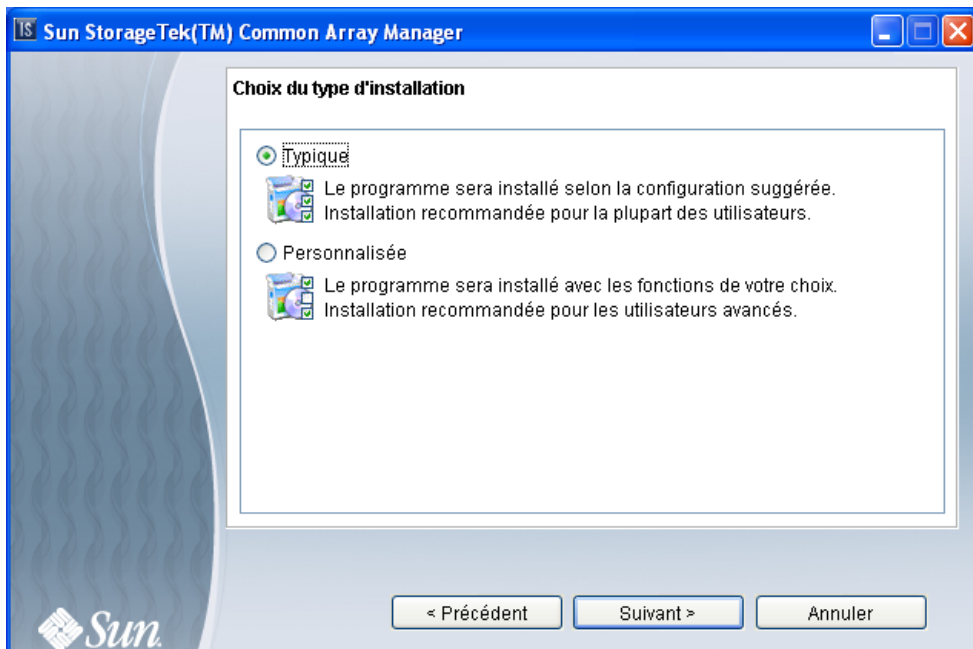 IS Sun StorageTek(TM) Common Array Manager
Choix du type d'installation
Typique
Le programme sera installé selon la configuration suggérée.
Installation recommandée pour la plupart des utilisateurs.
Personnalisée
Le programme sera installé avec les fonctions de votre choix.
Installation recommandée pour les utilisateurs avancés.
< Précédent
Suivant >
Annuler
Sun